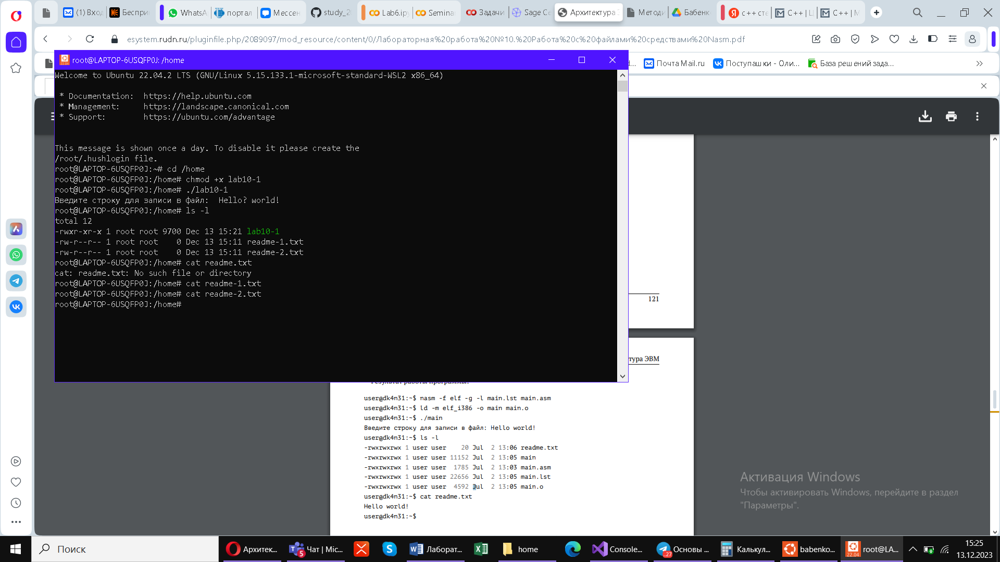 (1) Вход
Беспри
WhatsA
портал
Мессен
study_2
Lab6.ip
Semina
Задачи
Sage Ce
Архитектура Э
Методи
Бабенк
с++ сте
C++ | Ц
C++ | М
esystem.rudn.ru/pluginfile.php/2089097/mod_resource/content/0/Лабораторная%20работа%20№10.%20Работа%20с%20файлами%20средствами%20Nasm.pdf
root@LAPTOP-6USQFP0J: /home
Почта Mail.ru
Поступашки - Оли...
База решений зада...
Welcome to Ubuntu 22.04.2 LTS (GNU/Linux 5.15.133.1-microsoft-standard-WSL2 x86_64)
* Documentation: https://help.ubuntu.com
* Management: https://landscape.canonical.com
* Support: https://ubuntu.com/advantage
This message is shown once a day. To disable it please create the
/root/.hushlogin file.
root@LAPTOP-6USQFP0J:~# cd /home
root@LAPTOP-6USQFP0J:/home# chmod +x lab10-1
root@LAPTOP-6USQFP0J:/home# ./lab10-1
Введите строку для записи в файл: Hello? world!
root@LAPTOP-6USQFP0J:/home# ls -l
total 12
-rwxr-xr-x 1 root root 9700 Dec 13 15:21 lab10-1
-rw-r--r-- 1 root root 0 Dec 13 15:11 readme-1.txt
-rw-r--r-- 1 root root 0 Dec 13 15:11 readme-2.txt
root@LAPTOP-6USQFP0J:/home# cat readme.txt
cat: readme.txt: No such file or directory
root@LAPTOP-6USQFP0J:/home# cat readme-1.txt
root@LAPTOP-6USQFP0J:/home# cat readme-2.txt
root@LAPTOP-6USQFP0J:/home#
121
тура ЭВМ
Результат работы программы:
user@dk4n31:~$ nasm -f elf -g -l main.lst main.asm
user@dk4n31:~$ ld -m elf_i386 -o main main.o
user@dk4n31:~$ ./main
Введите строку для записи в файл: Hello world!
user@dk4n31:~$ ls -l
-rwxrwxrwx 1 user user 20 Jul 2 13:06 readme.txt
-rwxrwxrwx 1 user user 11152 Jul 2 13:05 main
-rwxrwxrwx 1 user user 1785 Jul 2 13:03 main.asm
-rwxrwxrwx 1 user user 22656 Jul 2 13:05 main.lst
-rwxrwxrwx 1 user user 4592 Jul 2 13:05 main.o
user@dk4n31:~$ cat readme.txt
Hello world!
user@dk4n31:~$
Активация Windows
Чтобы активировать Windows, перейдите в раздел
"Параметры".
Поиск
Архитек...
Чат | Mic...
5
Лаборат...
home
Console...
Основы ...
..27
Калькул...
babenko...
22.04
root@LA...
15:25
13.12.2023